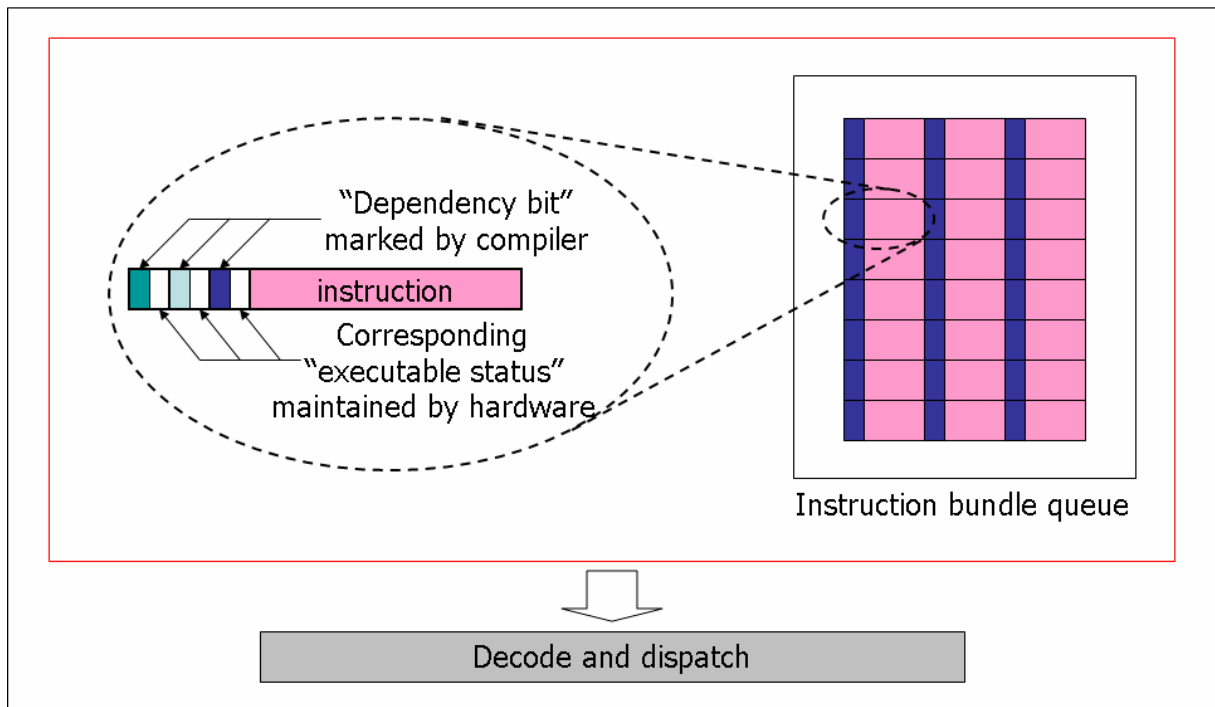 “Dependency bit”
marked by compiler
instruction
Corresponding
“executable status”
maintained by hardware
Instruction bundle queue
Decode and dispatch